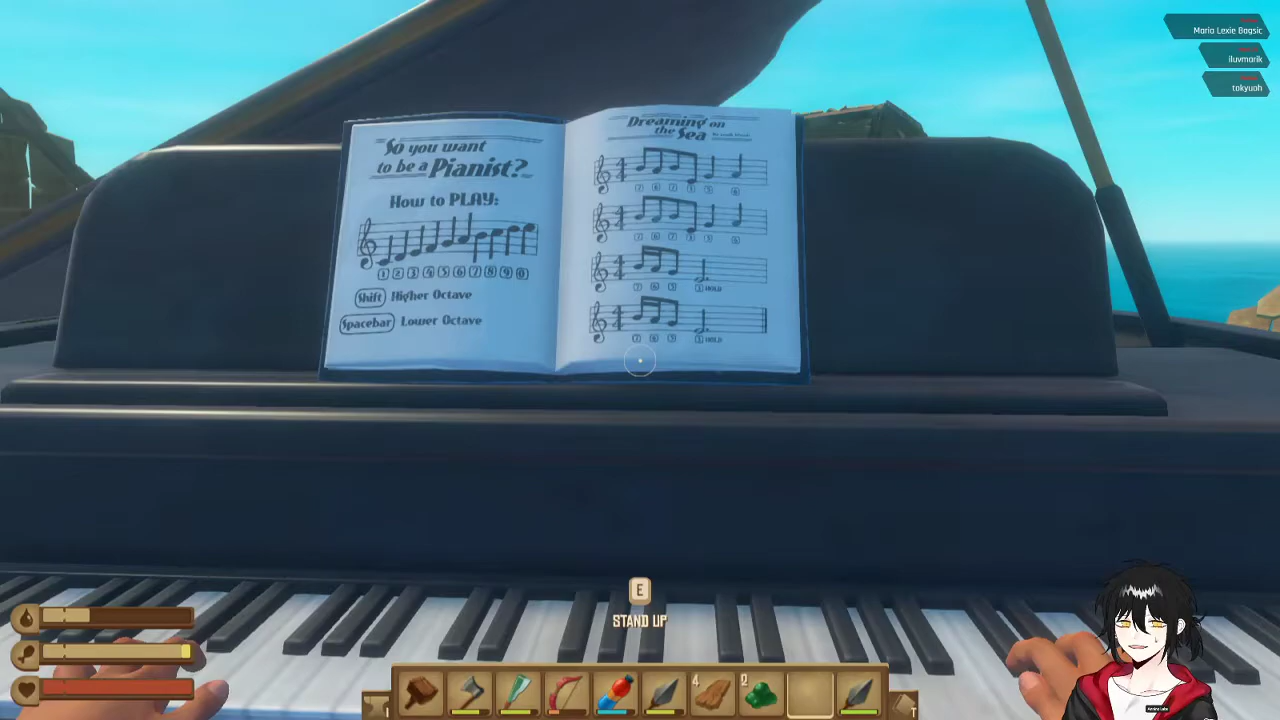 Maria Lexie Bagsic
iluvmarik
tokyuoh
So you want
to be a Pianist?
How to PLAY:
1 2 3 4 5 6 7 8 9 0
Shift Higher Octave
Spacebar Lower Octave
Dreaming on
the Sea
HOLD
HOLD
E
STAND UP
4
2
1
T